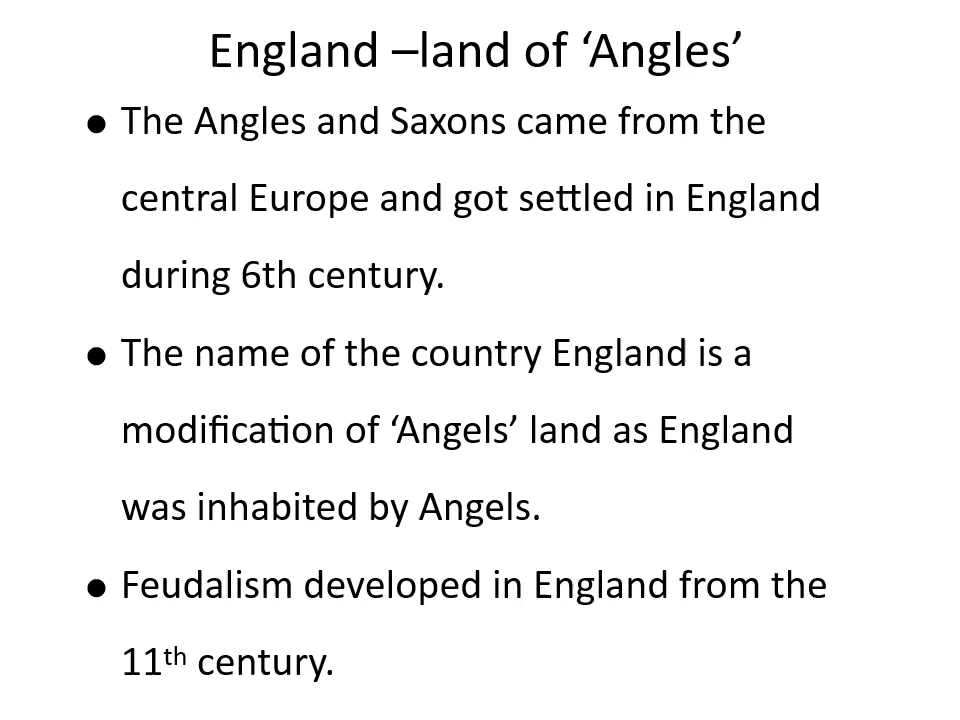 England –land of ‘Angles’
● The Angles and Saxons came from the
central Europe and got settled in England
during 6th century.
● The name of the country England is a
modification of ‘Angels’ land as England
was inhabited by Angels.
● Feudalism developed in England from the
11th century.